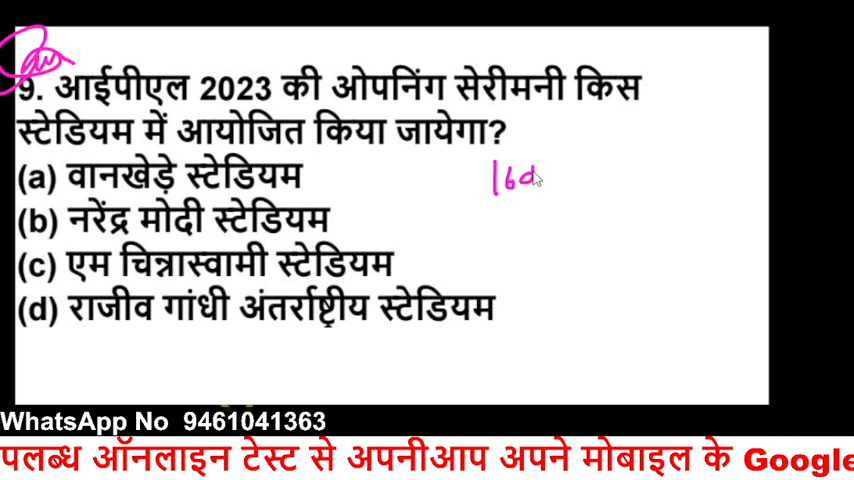 9. आईपीएल 2023 की ओपनिंग सेरीमनी किस
स्टेडियम में आयोजित किया जायेगा?
(a) वानखेड़े स्टेडियम
(b) नरेंद्र मोदी स्टेडियम
(c) एम चिन्नास्वामी स्टेडियम
(d) राजीव गांधी अंतर्राष्ट्रीय स्टेडियम
WhatsApp No 9461041363
पलब्ध ऑनलाइन टेस्ट से अपनीआप अपने मोबाइल के Google